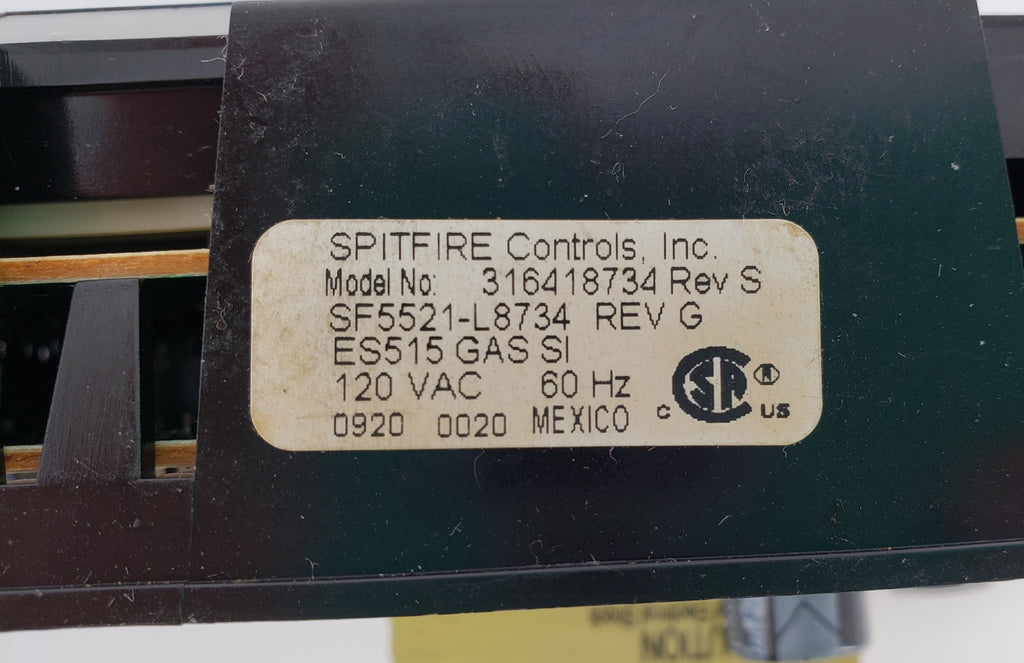 SPITFIRE Controls, Inc.
Model No: 316418734 Rev S
SF5521-L8734 REV G
ES515 GAS SI
120 VAC 60 Hz
0920 0020 MEXICO
C SA ® US